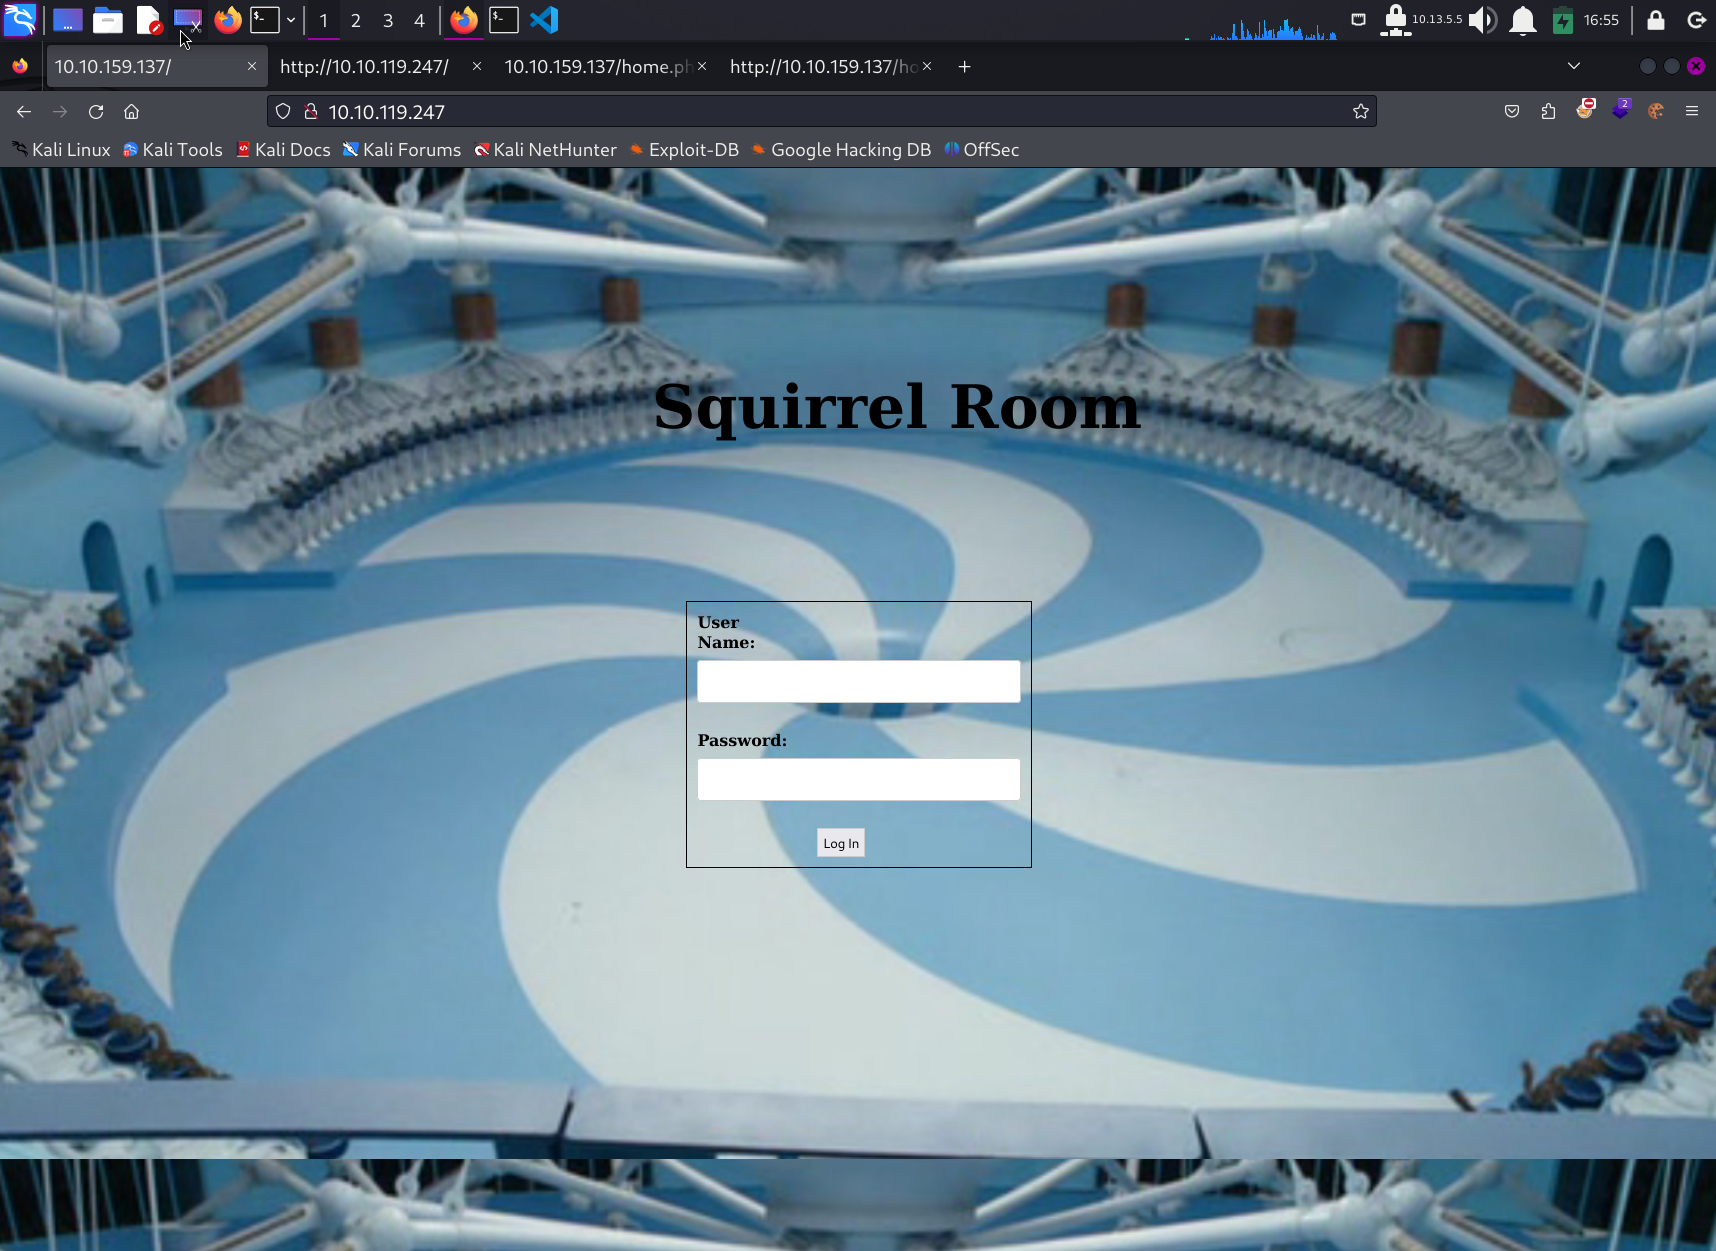 1 2 3 4 10.13.5.5 16:55
10.10.159.137/ http://10.10.119.247/ 10.10.159.137/home.ph http://10.10.159.137/ho
10.10.119.247 2
Kali Linux Kali Tools Kali Docs Kali Forums Kali NetHunter Exploit-DB Google Hacking DB OffSec
Squirrel Room
User
Name:
Password:
Log In